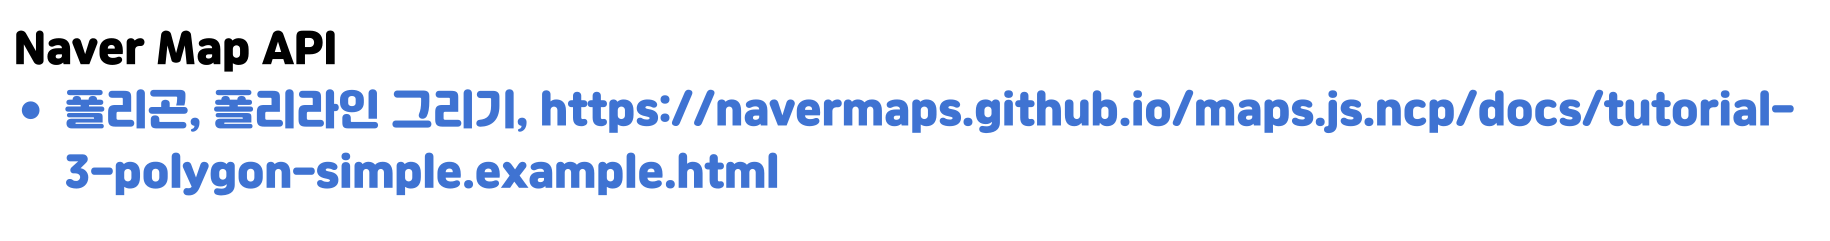 Naver Map API
• 폴리곤, 폴리라인 그리기, https://navermaps.github.io/maps.js.ncp/docs/tutorial-
3-polygon-simple.example.html